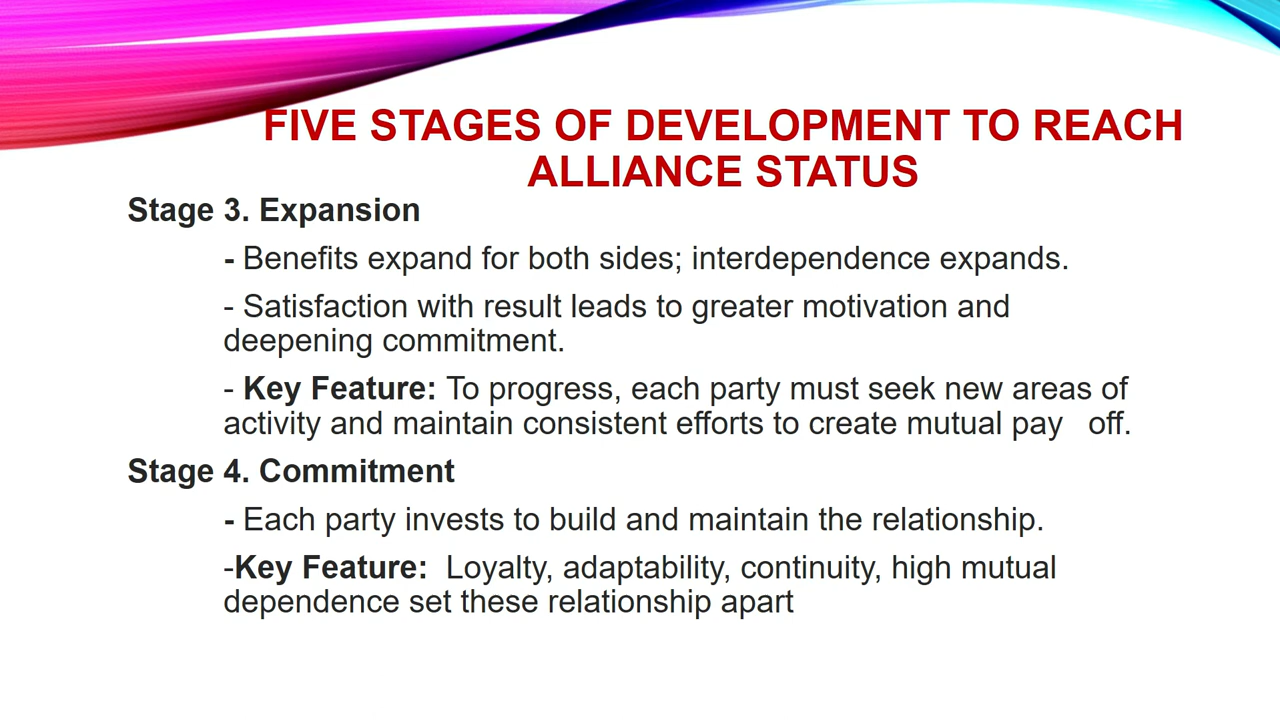 FIVE STAGES OF DEVELOPMENT TO REACH
ALLIANCE STATUS
Stage 3. Expansion
- Benefits expand for both sides; interdependence expands.
- Satisfaction with result leads to greater motivation and
deepening commitment.
- Key Feature: To progress, each party must seek new areas of
activity and maintain consistent efforts to create mutual pay   off.
Stage 4. Commitment
- Each party invests to build and maintain the relationship.
-Key Feature:  Loyalty, adaptability, continuity, high mutual
dependence set these relationship apart